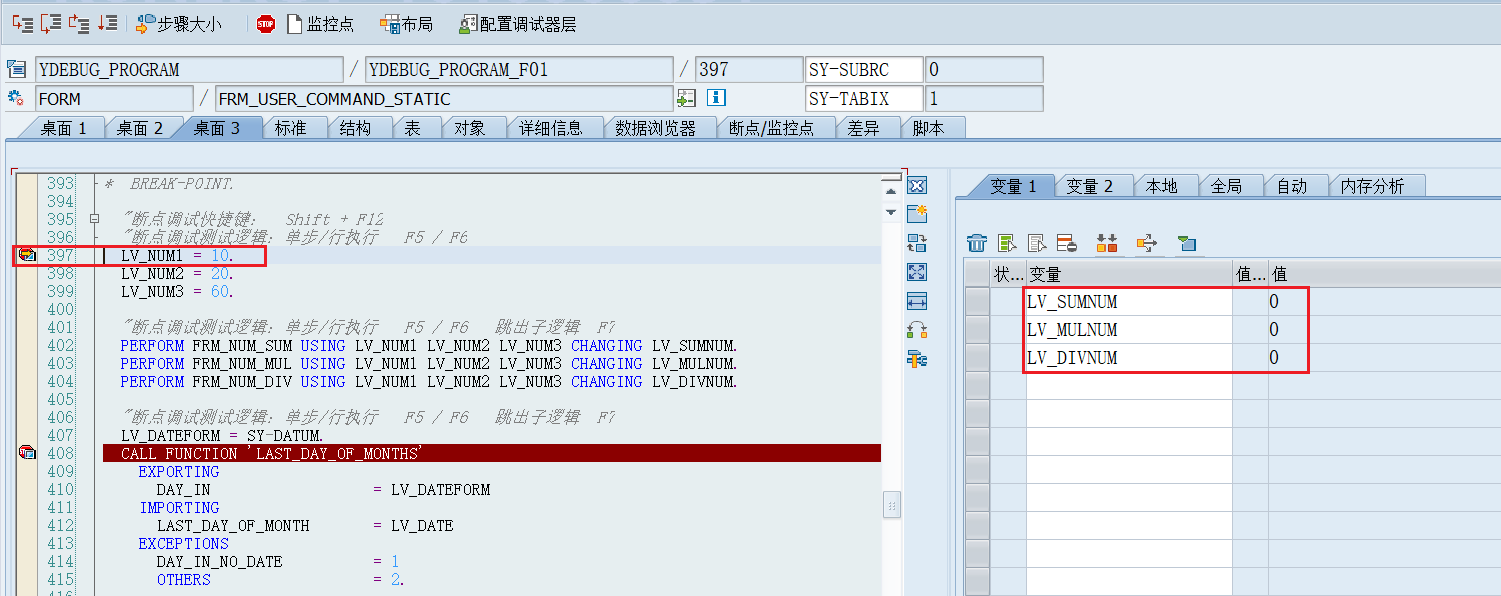 步骤大小 STOP 监控点 布局 配置调试器层
YDEBUG_PROGRAM / YDEBUG_PROGRAM_F01 / 397 SY-SUBRC 0
FORM / FRM_USER_COMMAND_STATIC SY-TABIX 1
桌面 1 桌面 2 桌面 3 标准 结构 表 对象 详细信息 数据浏览器 断点/监控点 差异 脚本
393 * BREAK-POINT.
394
395 "断点调试快捷键： Shift + F12
396 "断点调试测试逻辑：单步/行执行 F5 / F6
397 LV_NUM1 = 10.
398 LV_NUM2 = 20.
399 LV_NUM3 = 60.
400
401 "断点调试测试逻辑：单步/行执行 F5 / F6 跳出子逻辑 F7
402 PERFORM FRM_NUM_SUM USING LV_NUM1 LV_NUM2 LV_NUM3 CHANGING LV_SUMNUM.
403 PERFORM FRM_NUM_MUL USING LV_NUM1 LV_NUM2 LV_NUM3 CHANGING LV_MULNUM.
404 PERFORM FRM_NUM_DIV USING LV_NUM1 LV_NUM2 LV_NUM3 CHANGING LV_DIVNUM.
405
406 "断点调试测试逻辑：单步/行执行 F5 / F6 跳出子逻辑 F7
407 LV_DATEFORM = SY-DATUM.
408 CALL FUNCTION 'LAST_DAY_OF_MONTHS'
409 EXPORTING
410 DAY_IN = LV_DATEFORM
411 IMPORTING
412 LAST_DAY_OF_MONTH = LV_DATE
413 EXCEPTIONS
414 DAY_IN_NO_DATE = 1
415 OTHERS = 2.
变量 1 变量 2 本地 全局 自动 内存分析
状... 变量 值... 值
LV_SUMNUM 0
LV_MULNUM 0
LV_DIVNUM 0